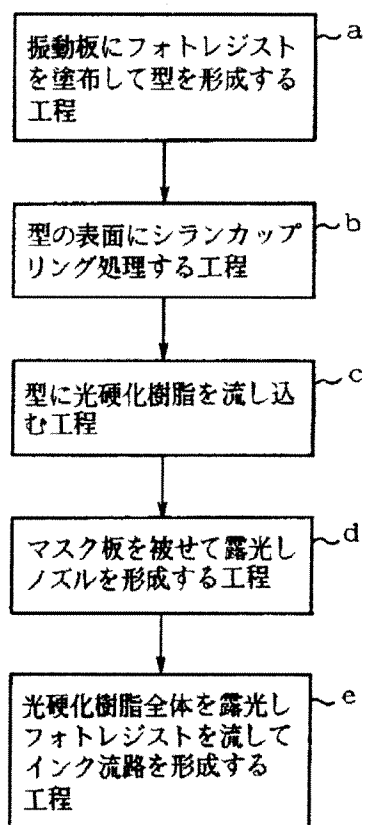 振動板にフォトレジスト
を塗布して型を形成する
工程
a
型の表面にシランカップ
リング処理する工程
b
型に光硬化樹脂を流し込
む工程
c
マスク板を被せて露光し
ノズルを形成する工程
d
光硬化樹脂全体を露光し
フォトレジストを流して
インク流路を形成する
工程
e